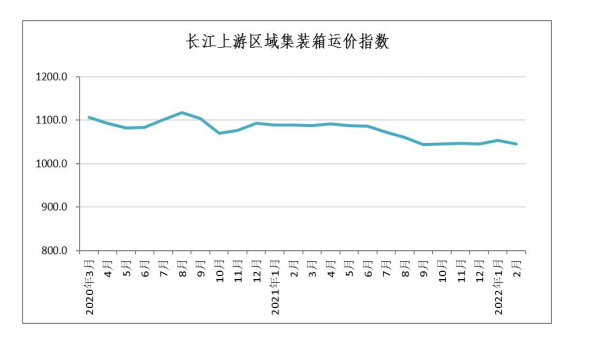 长江上游区域集装箱运价指数
1200.0
1100.0
1000.0
900.0
800.0
2020年3月
4月
5月
6月
7月
8月
9月
10月
11月
12月
2021年1月
2月
3月
4月
5月
6月
7月
8月
9月
10月
11月
12月
2022年1月
2月